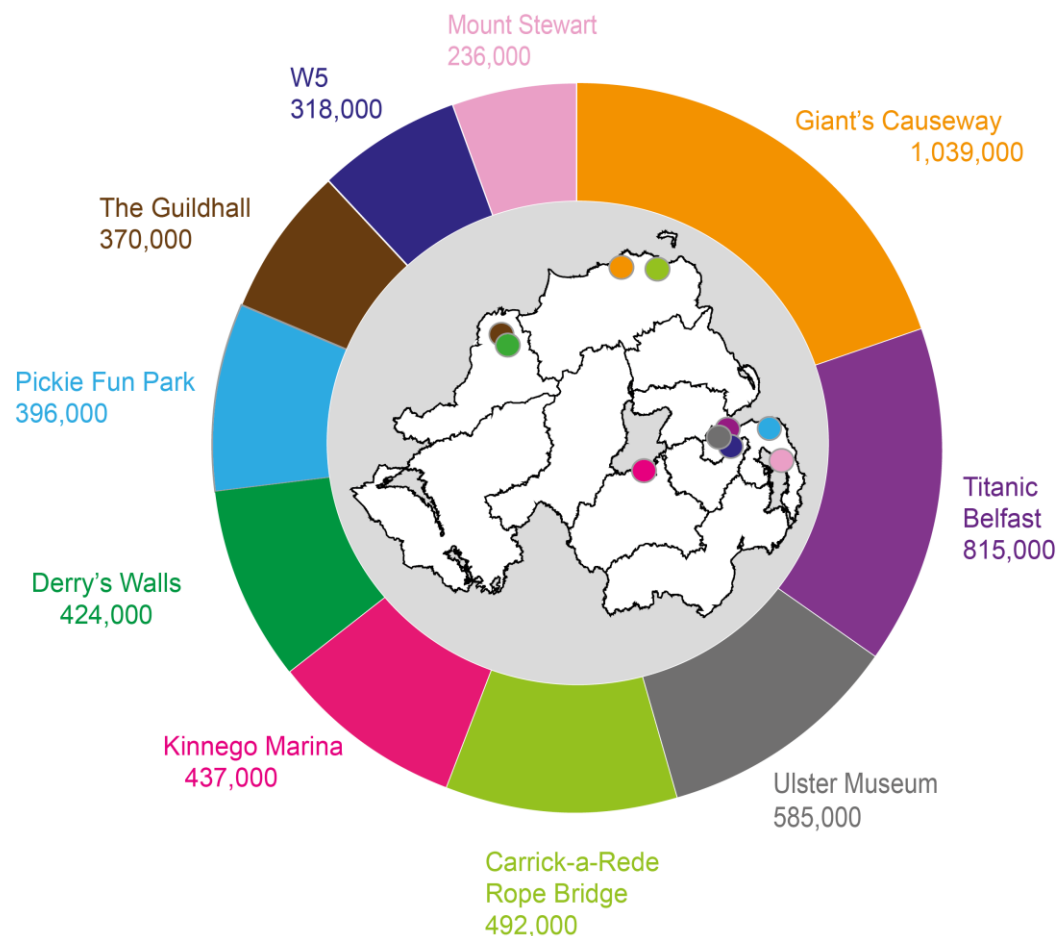 Mount Stewart
236,000
W5
318,000
Giant's Causeway
1,039,000
The Guildhall
370,000
Pickie Fun Park
396,000
Titanic
Belfast
815,000
Derry's Walls
424,000
Kinnego Marina
437,000
Ulster Museum
585,000
Carrick-a-Rede
Rope Bridge
492,000